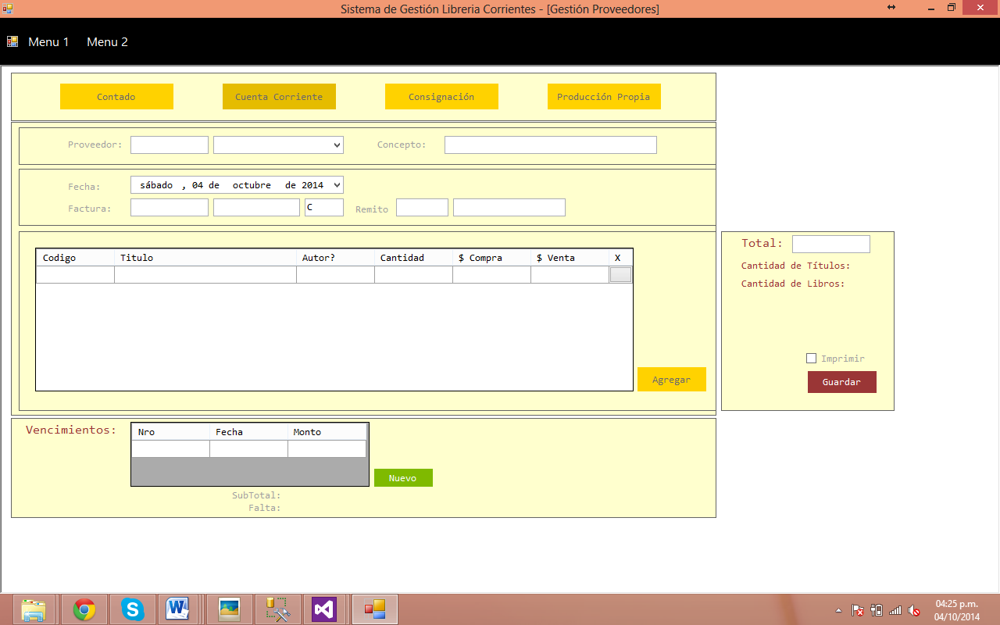 Sistema de Gestión Libreria Corrientes - [Gestión Proveedores]
Menu 1 Menu 2
Contado Cuenta Corriente Consignación Producción Propia
Proveedor: Concepto:
Fecha: sábado , 04 de octubre de 2014
Factura: C Remito
Codigo Titulo Autor? Cantidad $ Compra $ Venta X
Agregar
Total:
Cantidad de Títulos:
Cantidad de Libros:
Imprimir
Guardar
Vencimientos: Nro Fecha Monto
Nuevo
SubTotal:
Falta:
04:25 p.m.
04/10/2014